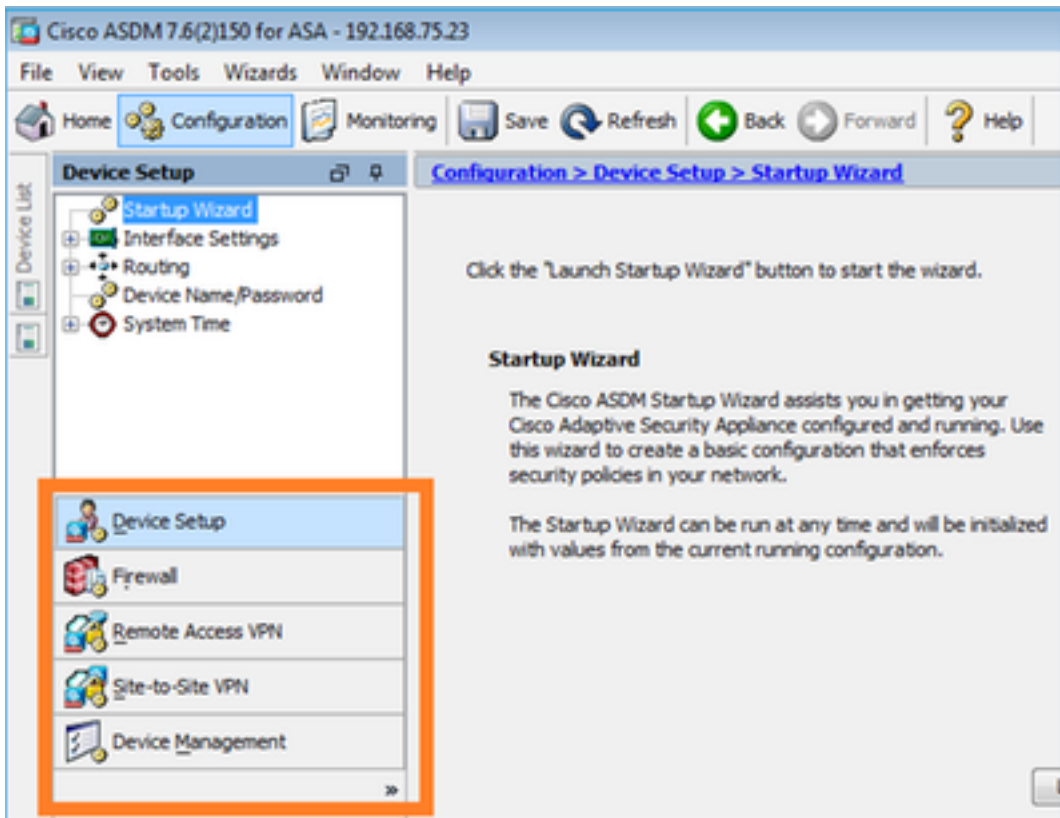 Cisco ASDM 7.6(2)150 for ASA - 192.168.75.23
File View Tools Wizards Window Help
Home Configuration Monitoring Save Refresh Back Forward Help
Device List
Device Setup
Startup Wizard
Interface Settings
Routing
Device Name/Password
System Time
Device Setup
Firewall
Remote Access VPN
Site-to-Site VPN
Device Management
»
Configuration > Device Setup > Startup Wizard
Click the "Launch Startup Wizard" button to start the wizard.
Startup Wizard
The Cisco ASDM Startup Wizard assists you in getting your
Cisco Adaptive Security Appliance configured and running. Use
this wizard to create a basic configuration that enforces
security policies in your network.
The Startup Wizard can be run at any time and will be initialized
with values from the current running configuration.